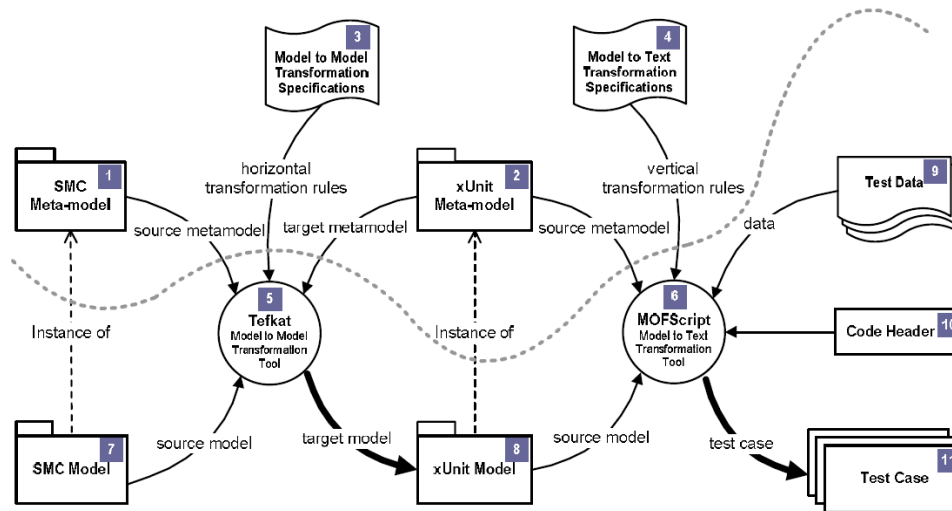 3
Model to Model
Transformation
Specifications
4
Model to Text
Transformation
Specifications
1
SMC
Meta-model
horizontal
transformation rules
2
xUnit
Meta-model
vertical
transformation rules
9
Test Data
source metamodel
target metamodel
source metamodel
data
5
Tefkat
Model to Model
Transformation
Tool
6
MOFScript
Model to Text
Transformation
Tool
Instance of
Instance of
10
Code Header
7
SMC Model
source model
target model
8
xUnit Model
source model
test case
11
Test Case